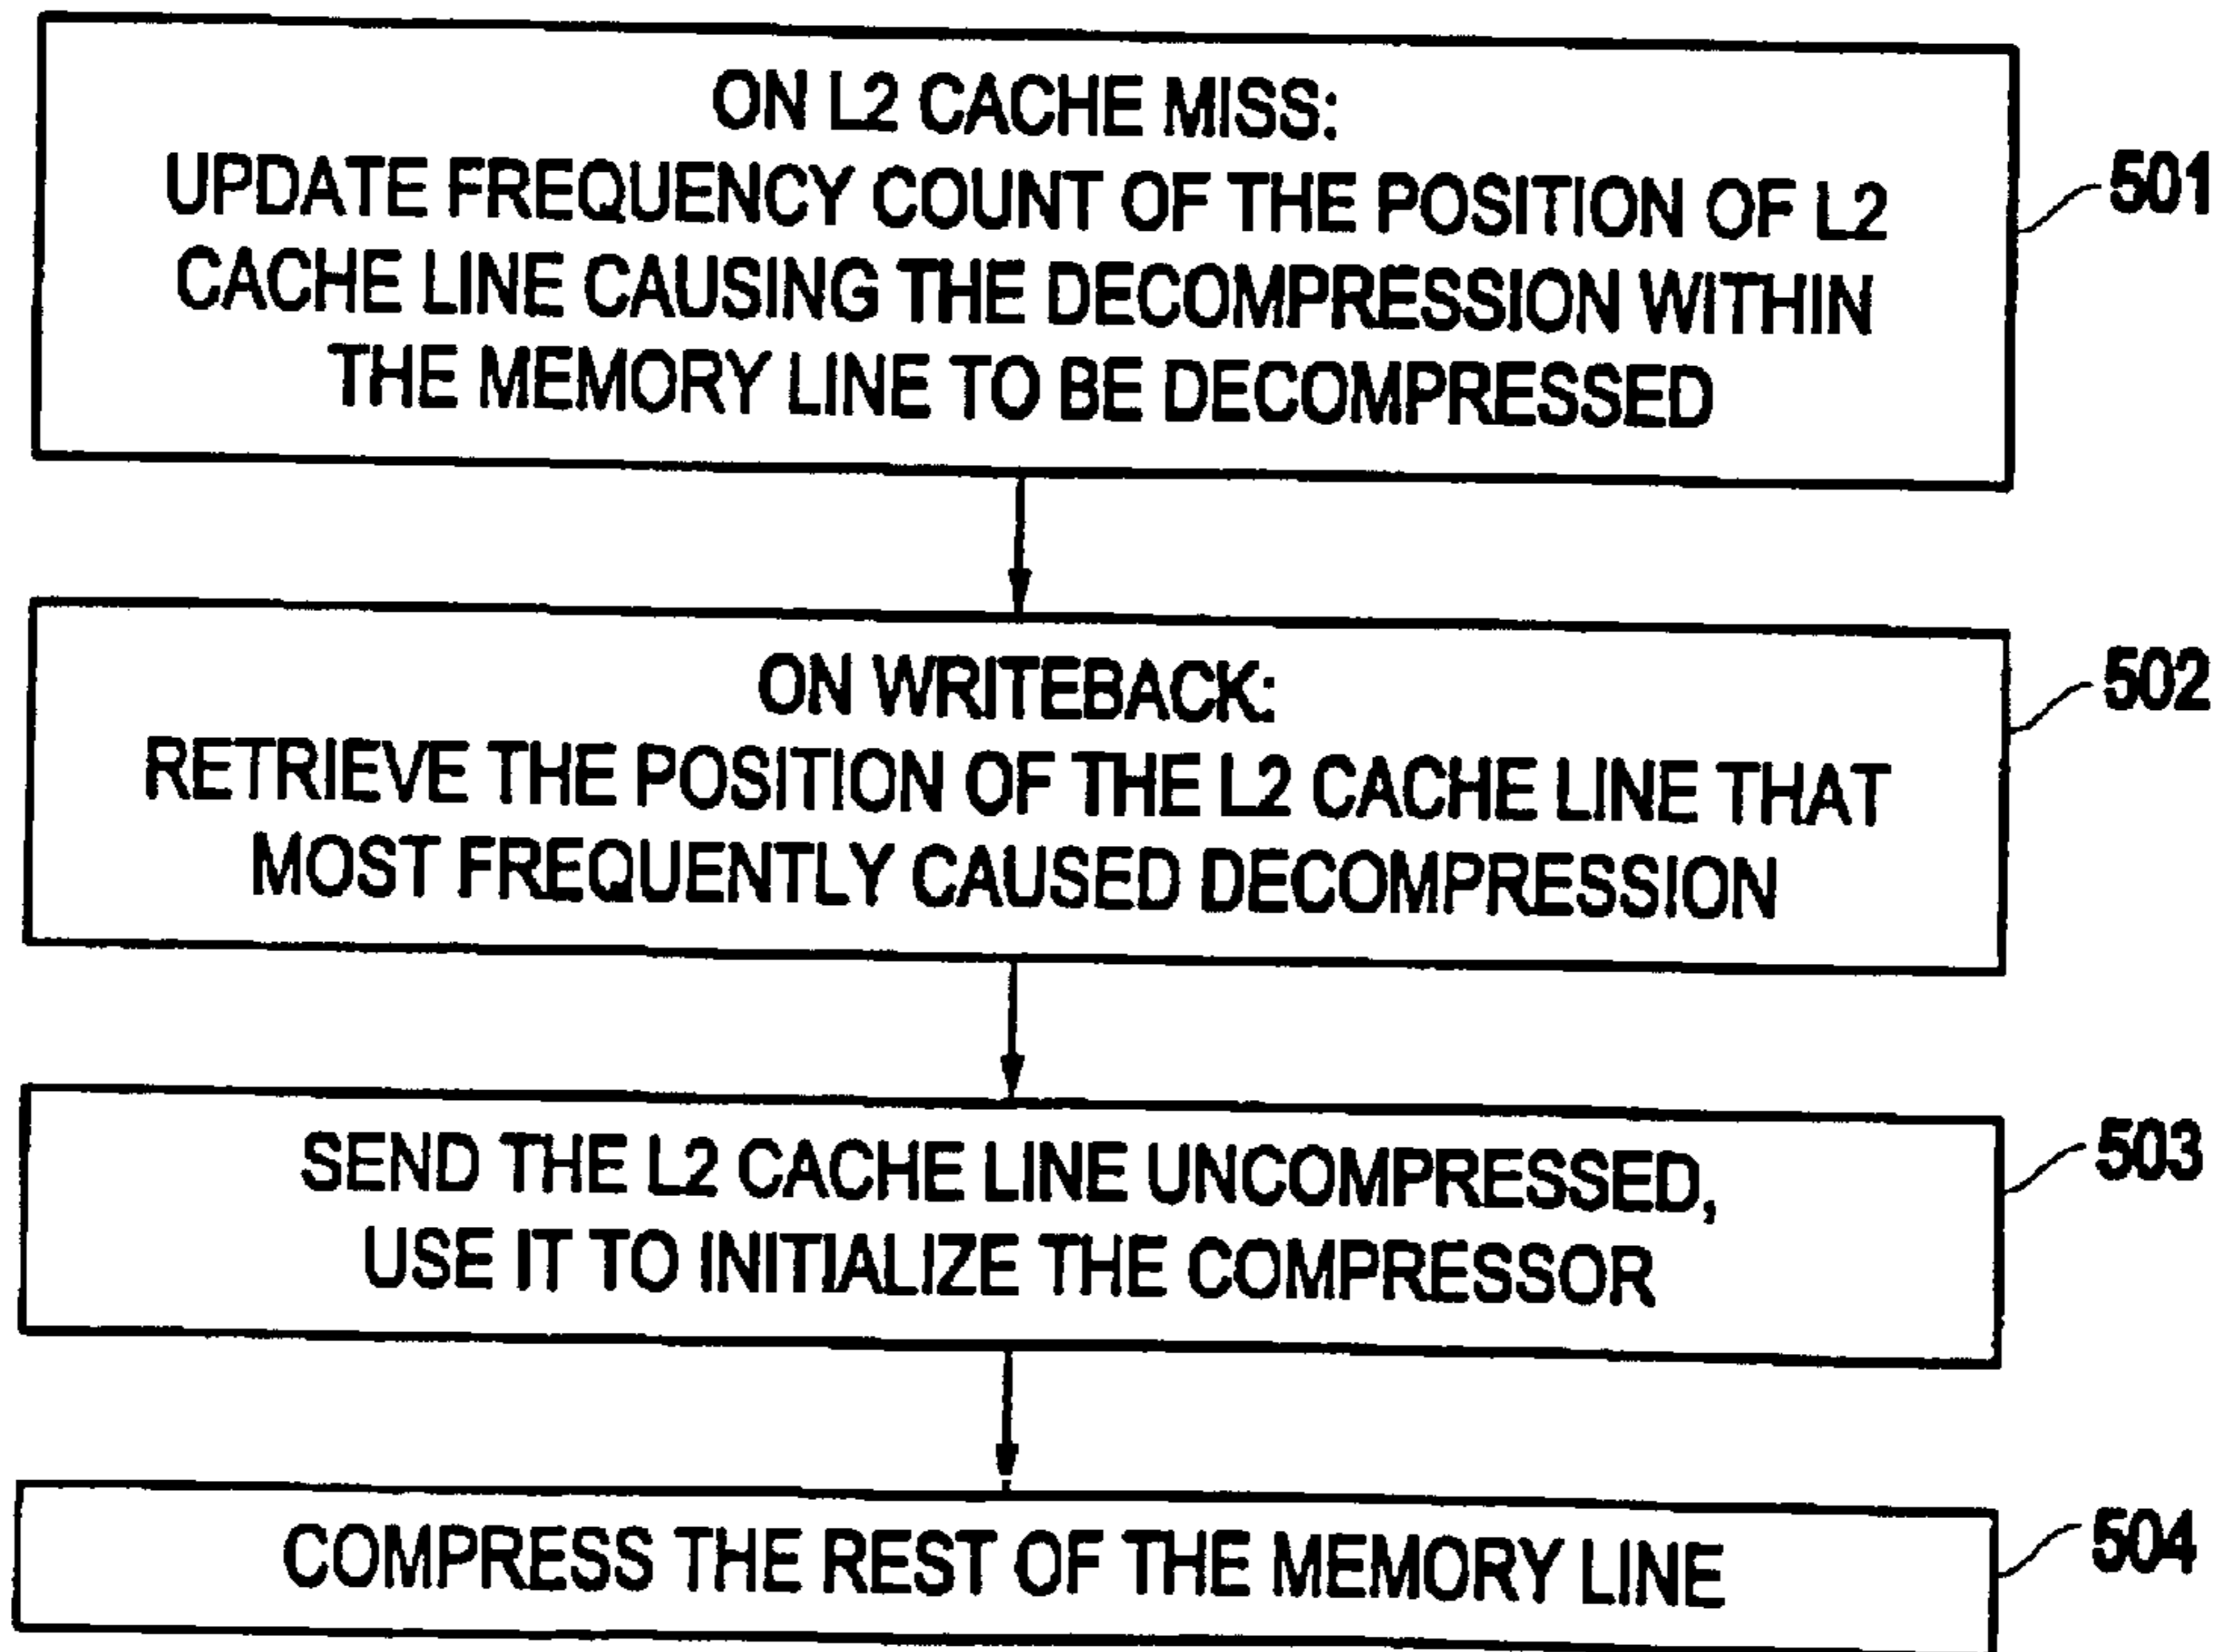 ON L2 CACHE MISS:
UPDATE FREQUENCY COUNT OF THE POSITION OF L2
CACHE LINE CAUSING THE DECOMPRESSION WITHIN
THE MEMORY LINE TO BE DECOMPRESSED
501
ON WRITEBACK:
RETRIEVE THE POSITION OF THE L2 CACHE LINE THAT
MOST FREQUENTLY CAUSED DECOMPRESSION
502
SEND THE L2 CACHE LINE UNCOMPRESSED,
USE IT TO INITIALIZE THE COMPRESSOR
503
COMPRESS THE REST OF THE MEMORY LINE
504